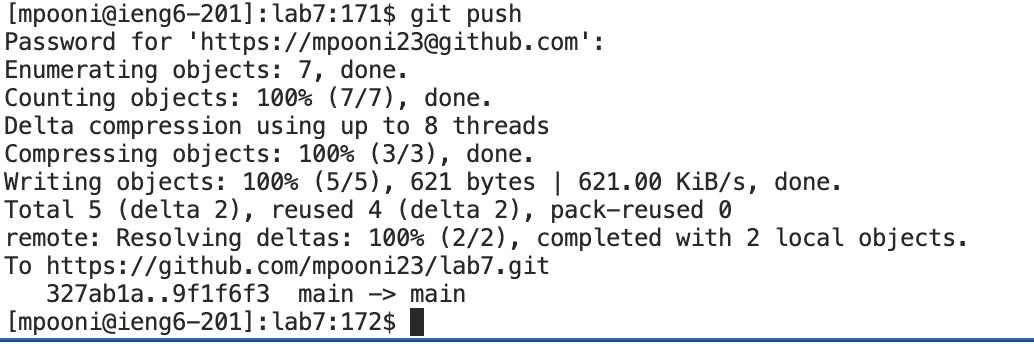 [mpooni@ieng6-201]:lab7:171$ git push
Password for 'https://mpooni23@github.com':
Enumerating objects: 7, done.
Counting objects: 100% (7/7), done.
Delta compression using up to 8 threads
Compressing objects: 100% (3/3), done.
Writing objects: 100% (5/5), 621 bytes | 621.00 KiB/s, done.
Total 5 (delta 2), reused 4 (delta 2), pack-reused 0
remote: Resolving deltas: 100% (2/2), completed with 2 local objects.
To https://github.com/mpooni23/lab7.git
   327ab1a..9f1f6f3  main -> main
[mpooni@ieng6-201]:lab7:172$